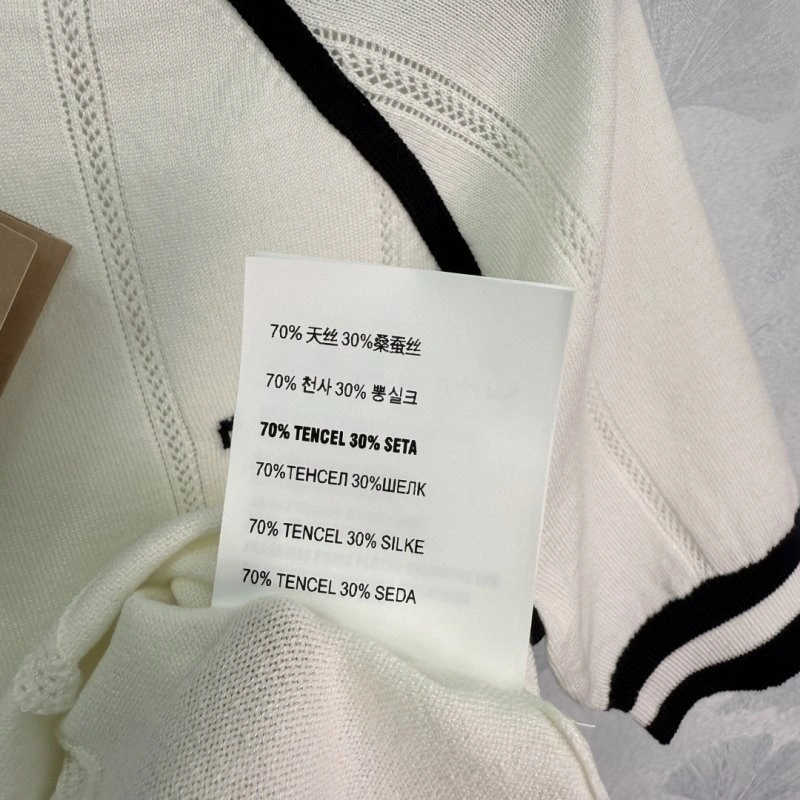 70% 天丝 30%桑蚕丝
70% 천사 30% 뽕실크
70% TENCEL 30% SETA
70%ТЕНСЕЛ 30%ШЕЛК
70% TENCEL 30% SILKE
70% TENCEL 30% SEDA